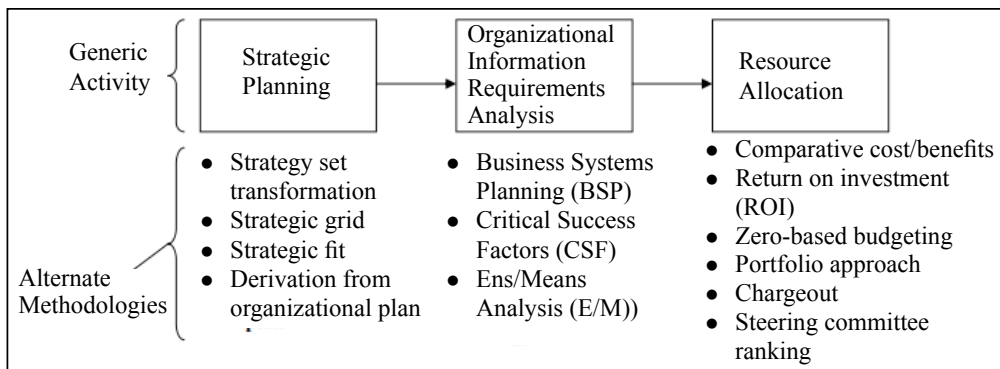 Generic
Activity
Strategic
Planning
Organizational
Information
Requirements
Analysis
Resource
Allocation
Alternate
Methodologies
● Strategy set
transformation
● Strategic grid
● Strategic fit
● Derivation from
organizational plan
● Business Systems
Planning (BSP)
● Critical Success
Factors (CSF)
● Ens/Means
Analysis (E/M))
● Comparative cost/benefits
● Return on investment
(ROI)
● Zero-based budgeting
● Portfolio approach
● Chargeout
● Steering committee
ranking